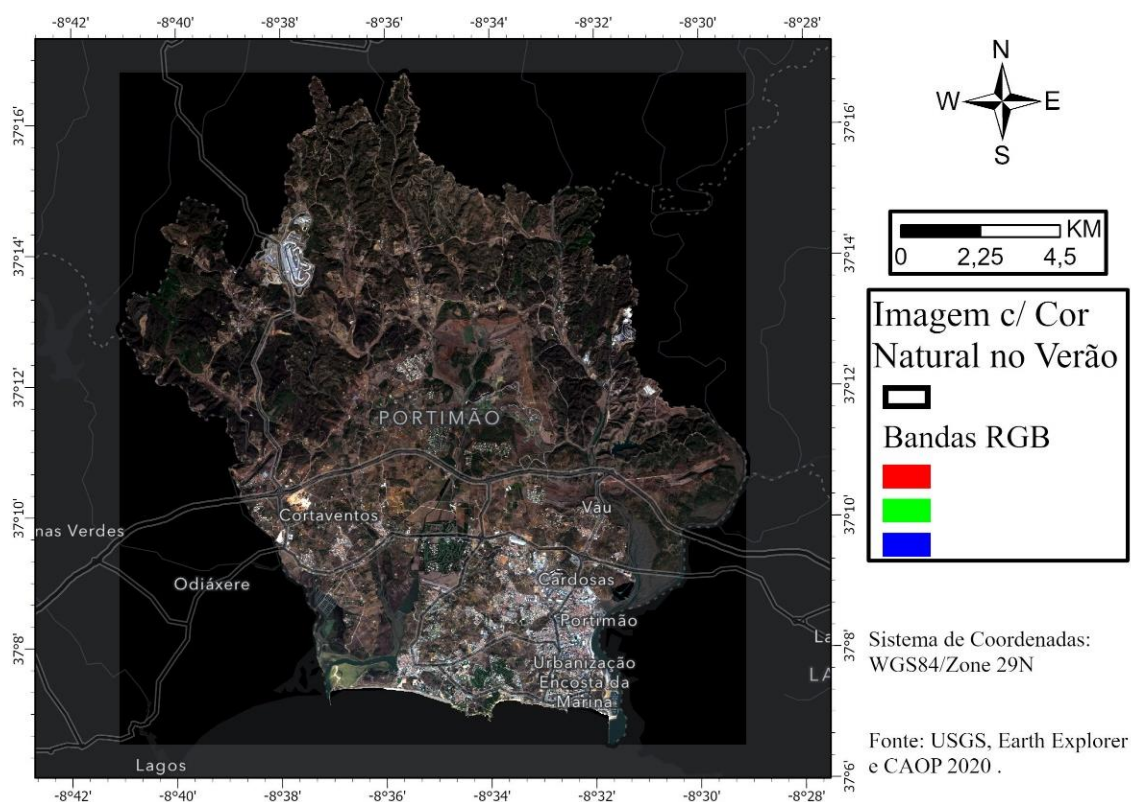 -8°42' -8°40' -8°38' -8°36' -8°34' -8°32' -8°30' -8°28'
37°16' 37°16'
37°14' 37°14'
37°12' 37°12'
PORTIMÃO
37°10' 37°10'
Vau
Cortaventos
nas Verdes
Odiáxere
Cardosas
Portimão
37°8' 37°8'
Urbanização
Encosta da
Marina
La
LA
Lagos
37°6'
-8°42' -8°40' -8°38' -8°36' -8°34' -8°32' -8°30' -8°28'
N
W E
S
KM
0 2,25 4,5
Imagem c/ Cor
Natural no Verão
Bandas RGB
Sistema de Coordenadas:
WGS84/Zone 29N
Fonte: USGS, Earth Explorer
e CAOP 2020 .